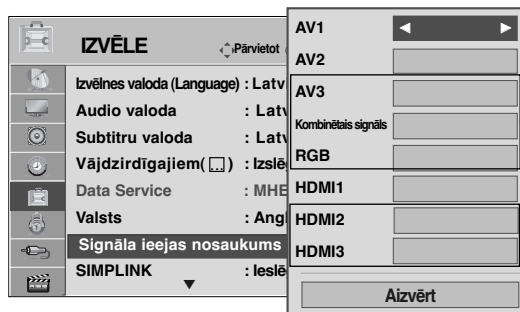 IZVĒLE
Pārvietot
Izvēlnes valoda (Language) : Latv
Audio valoda : Latv
Subtitru valoda : Latv
Vājdzirdīgajiem( ) : Izslē
Data Service : MHE
Valsts : Angl
Signāla ieejas nosaukums
SIMPLINK : Ieslē
AV1
AV2
AV3
Kombinētais signāls
RGB
HDMI1
HDMI2
HDMI3
Aizvērt